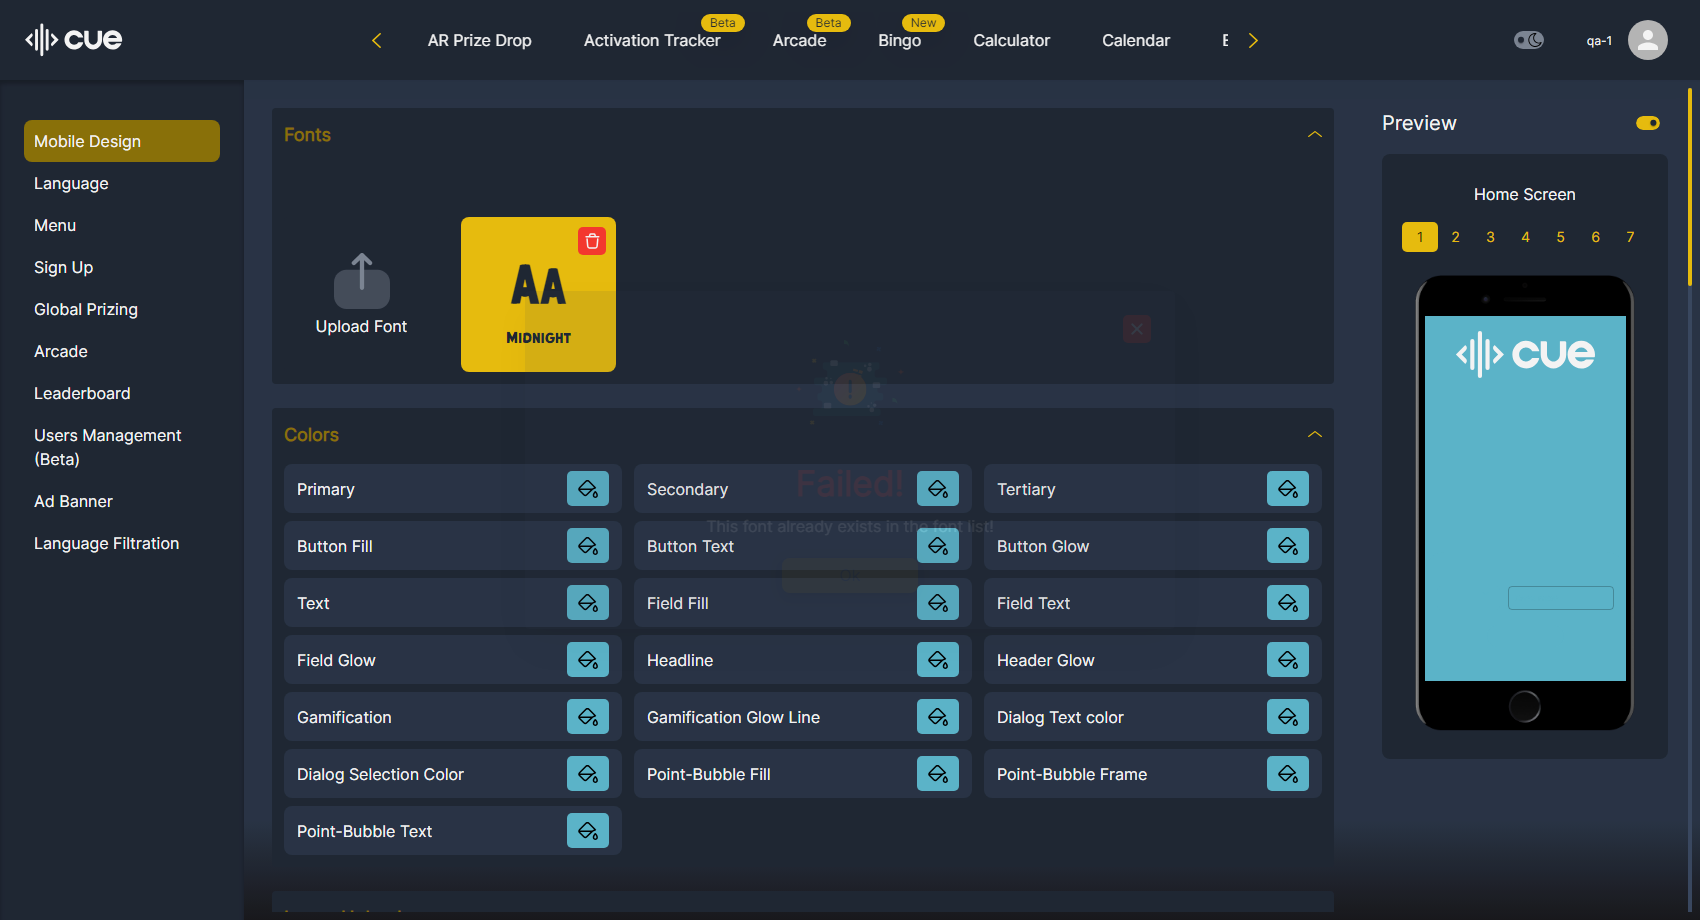 cue
AR Prize Drop
Activation Tracker
Beta
Arcade
Beta
Bingo
New
Calculator
Calendar
qa-1
Mobile Design
Language
Menu
Sign Up
Global Prizing
Arcade
Leaderboard
Users Management
(Beta)
Ad Banner
Language Filtration
Fonts
Upload Font
AA
MIDNIGHT
Colors
Primary
Secondary
Tertiary
Button Fill
Button Text
Button Glow
Text
Field Fill
Field Text
Field Glow
Headline
Header Glow
Gamification
Gamification Glow Line
Dialog Text color
Dialog Selection Color
Point-Bubble Fill
Point-Bubble Frame
Point-Bubble Text
Failed!
This font already exists in the font list!
Preview
Home Screen
1 2 3 4 5 6 7
cue